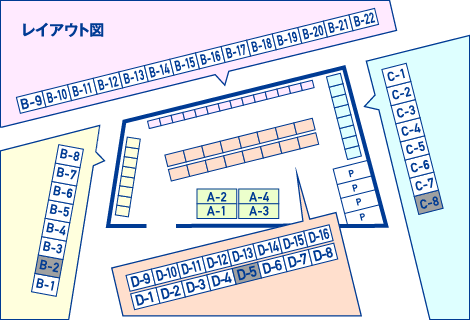 レイアウト図
B-9 B-10 B-11 B-12 B-13 B-14 B-15 B-16 B-17 B-18 B-19 B-20 B-21 B-22
C-1
C-2
C-3
C-4
C-5
C-6
C-7
C-8
B-8
B-7
B-6
B-5
B-4
B-3
B-2
B-1
P
P
P
P
A-2 A-4
A-1 A-3
D-9 D-10 D-11 D-12 D-13 D-14 D-15 D-16
D-1 D-2 D-3 D-4 D-5 D-6 D-7 D-8